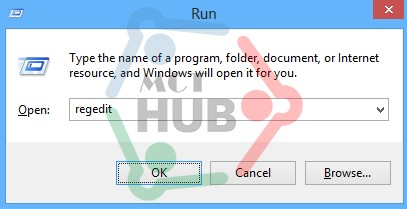 Run
Type the name of a program, folder, document, or Internet
resource, and Windows will open it for you.
MCT
HUB
Open: regedit
OK Cancel Browse...